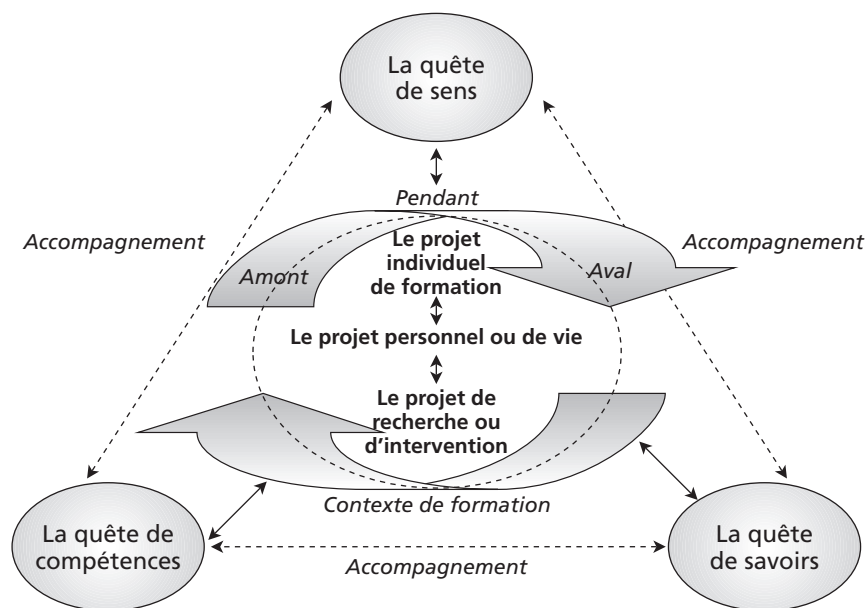 La quête
de sens
Pendant
Accompagnement
Accompagnement
Le projet
individuel
de formation
Amont
Aval
Le projet personnel ou de vie
Le projet de
recherche ou
d’intervention
Contexte de formation
La quête de
compétences
La quête
de savoirs
Accompagnement